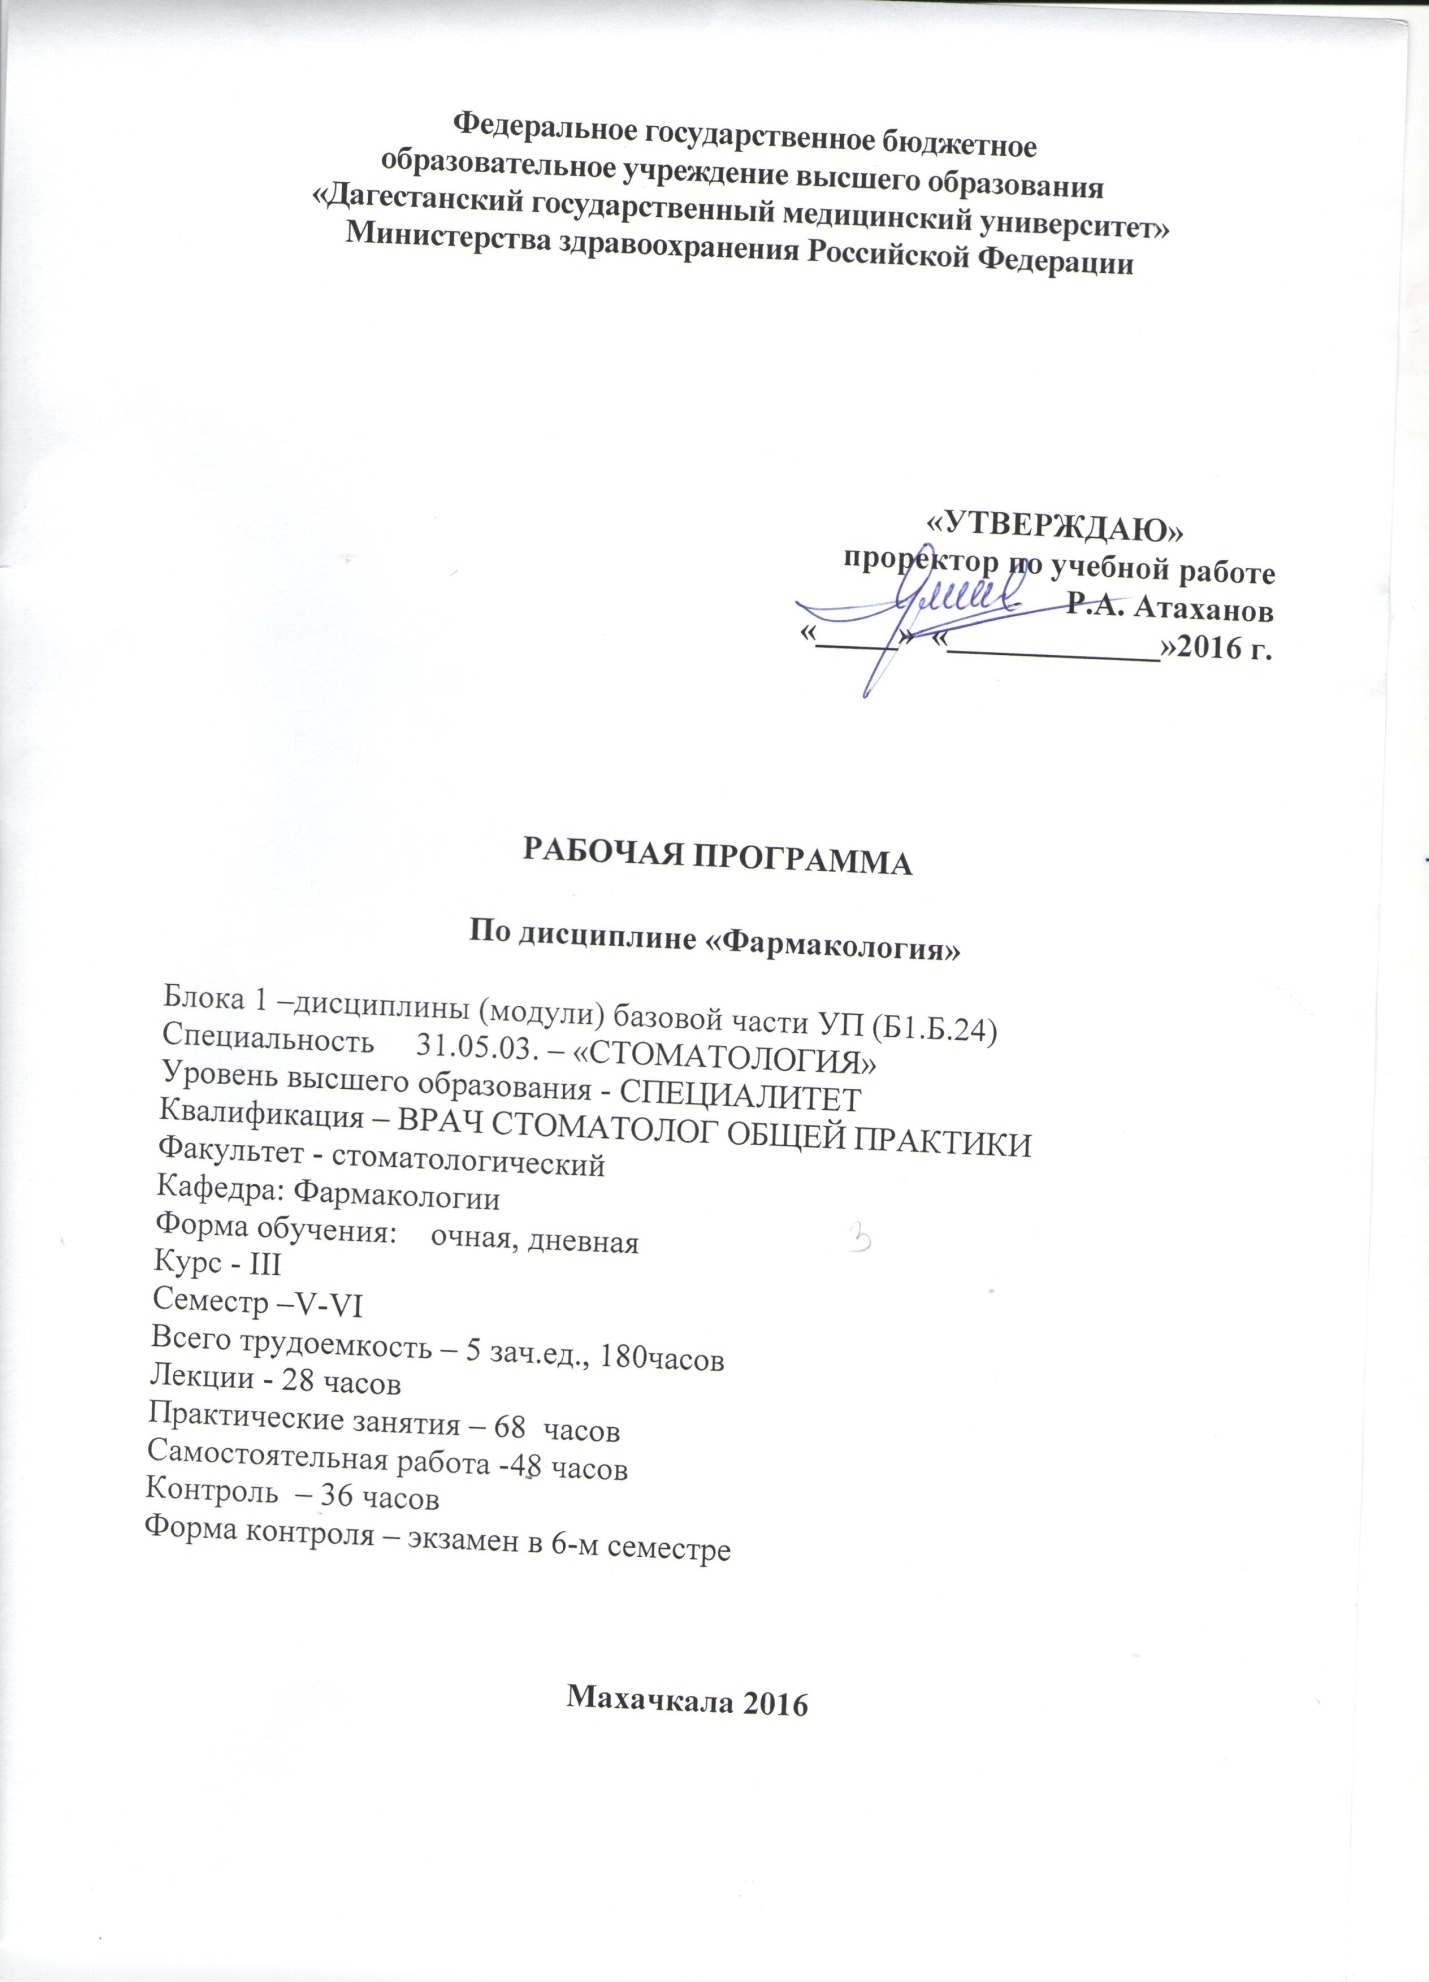 Федеральное государственное бюджетное
образовательное учреждение высшего образования
«Дагестанский государственный медицинский университет»
Министерства здравоохранения Российской Федерации
«УТВЕРЖДАЮ»
проректор по учебной работе
Р.А. Атаханов
«_____» «_____________»2016 г.
РАБОЧАЯ ПРОГРАММА
По дисциплине «Фармакология»
Блока 1 –дисциплины (модули) базовой части УП (Б1.Б.24)
Специальность 31.05.03. – «СТОМАТОЛОГИЯ»
Уровень высшего образования - СПЕЦИАЛИТЕТ
Квалификация – ВРАЧ СТОМАТОЛОГ ОБЩЕЙ ПРАКТИКИ
Факультет - стоматологический
Кафедра: Фармакологии
Форма обучения: очная, дневная
3
Курс - III
Семестр –V-VI
Всего трудоемкость – 5 зач.ед., 180часов
Лекции - 28 часов
Практические занятия – 68 часов
Самостоятельная работа -48 часов
Контроль – 36 часов
Форма контроля – экзамен в 6-м семестре
Махачкала 2016